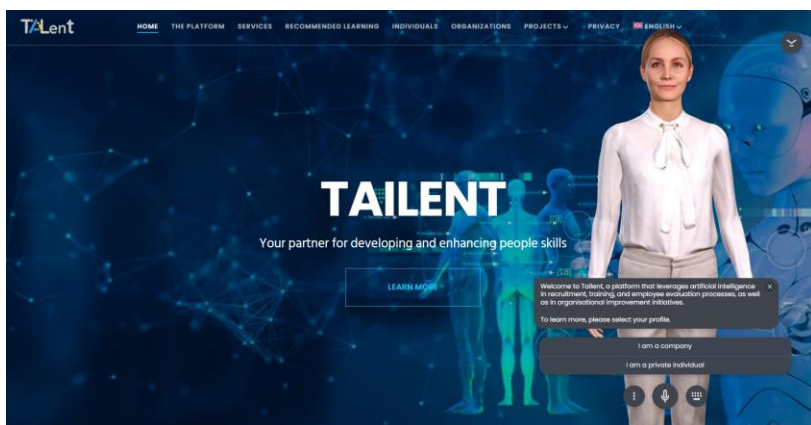 TAILent
HOME THE PLATFORM SERVICES RECOMMENDED LEARNING INDIVIDUALS ORGANIZATIONS PROJECTS PRIVACY ENGLISH
TAILENT
Your partner for developing and enhancing people skills
LEARN MORE
Welcome to Tailent, a platform that leverages artificial intelligence
in recruitment, training, and employee evaluation processes, as well
as in organisational improvement initiatives.
To learn more, please select your profile.
I am a company
I am a private individual